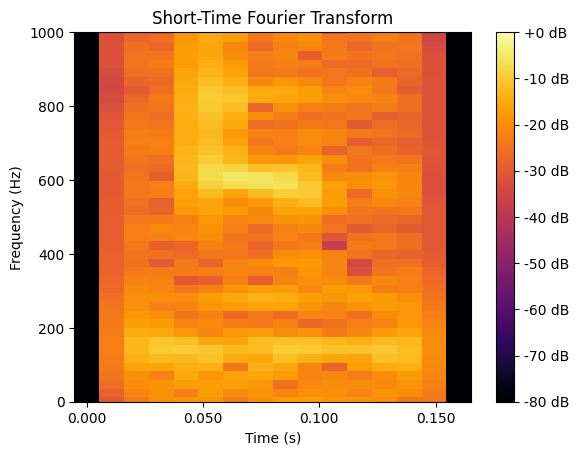 Short-Time Fourier Transform
1000
800
600
400
200
0
Frequency (Hz)
0.000
0.050
0.100
0.150
Time (s)
+0 dB
-10 dB
-20 dB
-30 dB
-40 dB
-50 dB
-60 dB
-70 dB
-80 dB